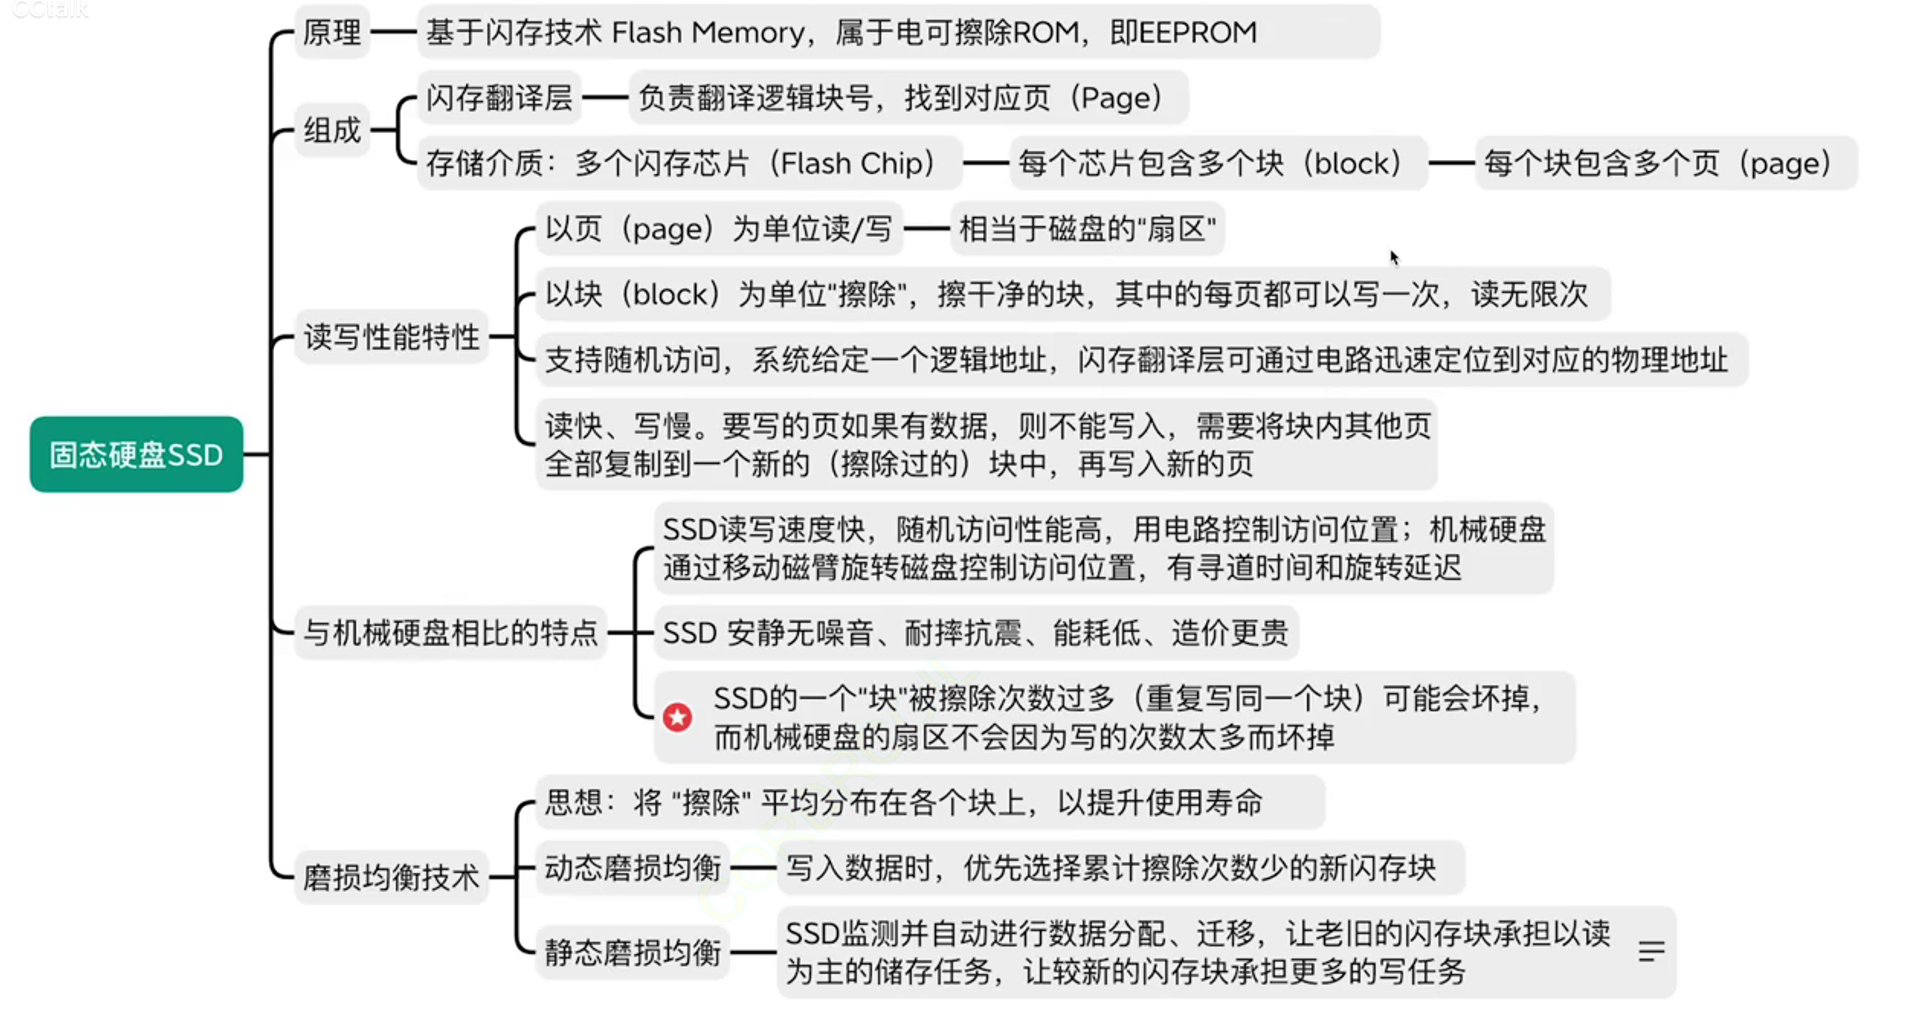 CCtalk
原理
基于闪存技术 Flash Memory，属于电可擦除ROM，即EEPROM
组成
闪存翻译层
负责翻译逻辑块号，找到对应页（Page）
存储介质：多个闪存芯片（Flash Chip）
每个芯片包含多个块（block）
每个块包含多个页（page）
读写性能特性
以页（page）为单位读/写
相当于磁盘的“扇区”
以块（block）为单位“擦除”，擦干净的块，其中的每页都可以写一次，读无限次
支持随机访问，系统给定一个逻辑地址，闪存翻译层可通过电路迅速定位到对应的物理地址
读快、写慢。要写的页如果有数据，则不能写入，需要将块内其他页
全部复制到一个新的（擦除过的）块中，再写入新的页
固态硬盘SSD
与机械硬盘相比的特点
SSD读写速度快，随机访问性能高，用电路控制访问位置；机械硬盘
通过移动磁臂旋转磁盘控制访问位置，有寻道时间和旋转延迟
SSD 安静无噪音、耐摔抗震、能耗低、造价更贵
SSD的一个“块”被擦除次数过多（重复写同一个块）可能会坏掉，
而机械硬盘的扇区不会因为写的次数太多而坏掉
磨损均衡技术
思想：将 “擦除” 平均分布在各个块上，以提升使用寿命
动态磨损均衡
写入数据时，优先选择累计擦除次数少的新闪存块
静态磨损均衡
SSD监测并自动进行数据分配、迁移，让老旧的闪存块承担以读
为主的储存任务，让较新的闪存块承担更多的写任务